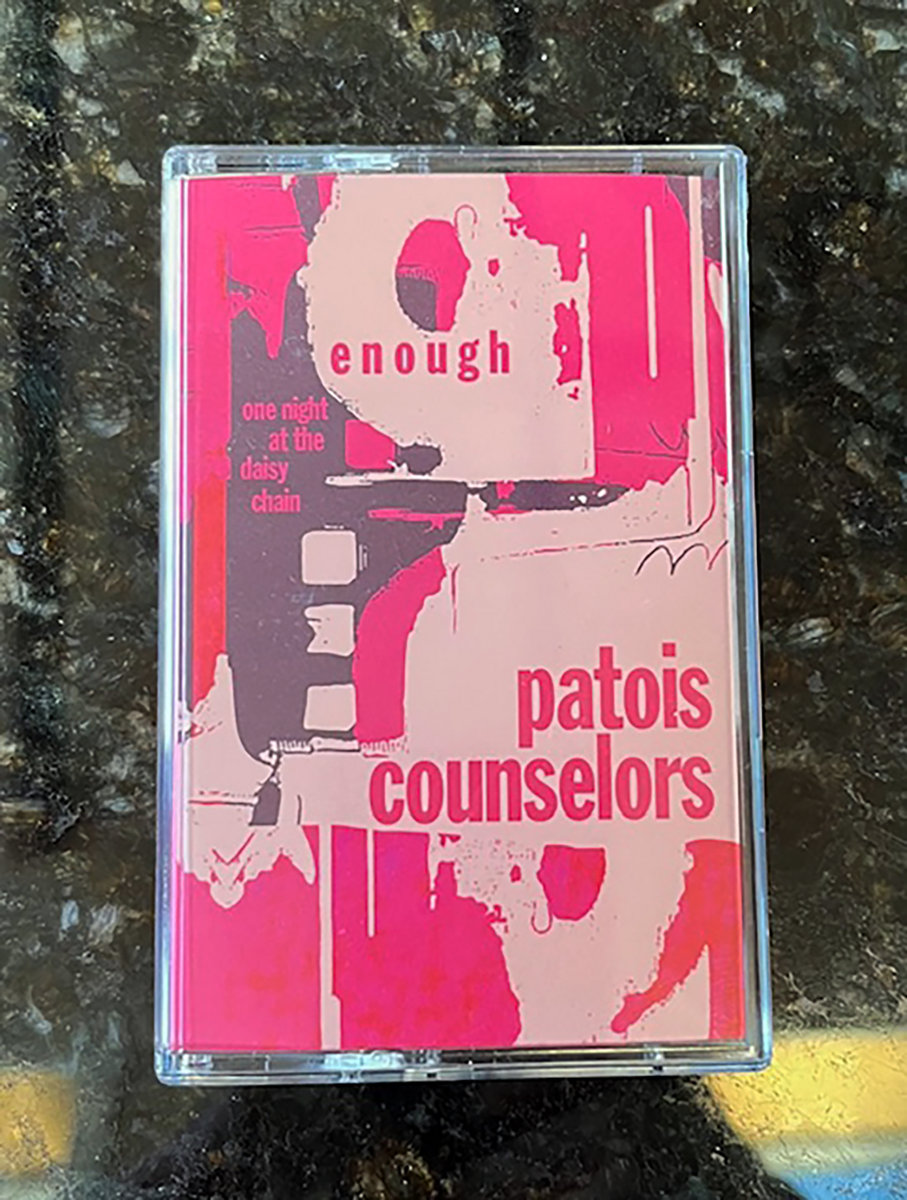 enough
one night
at the
daisy
chain
patois
counselors